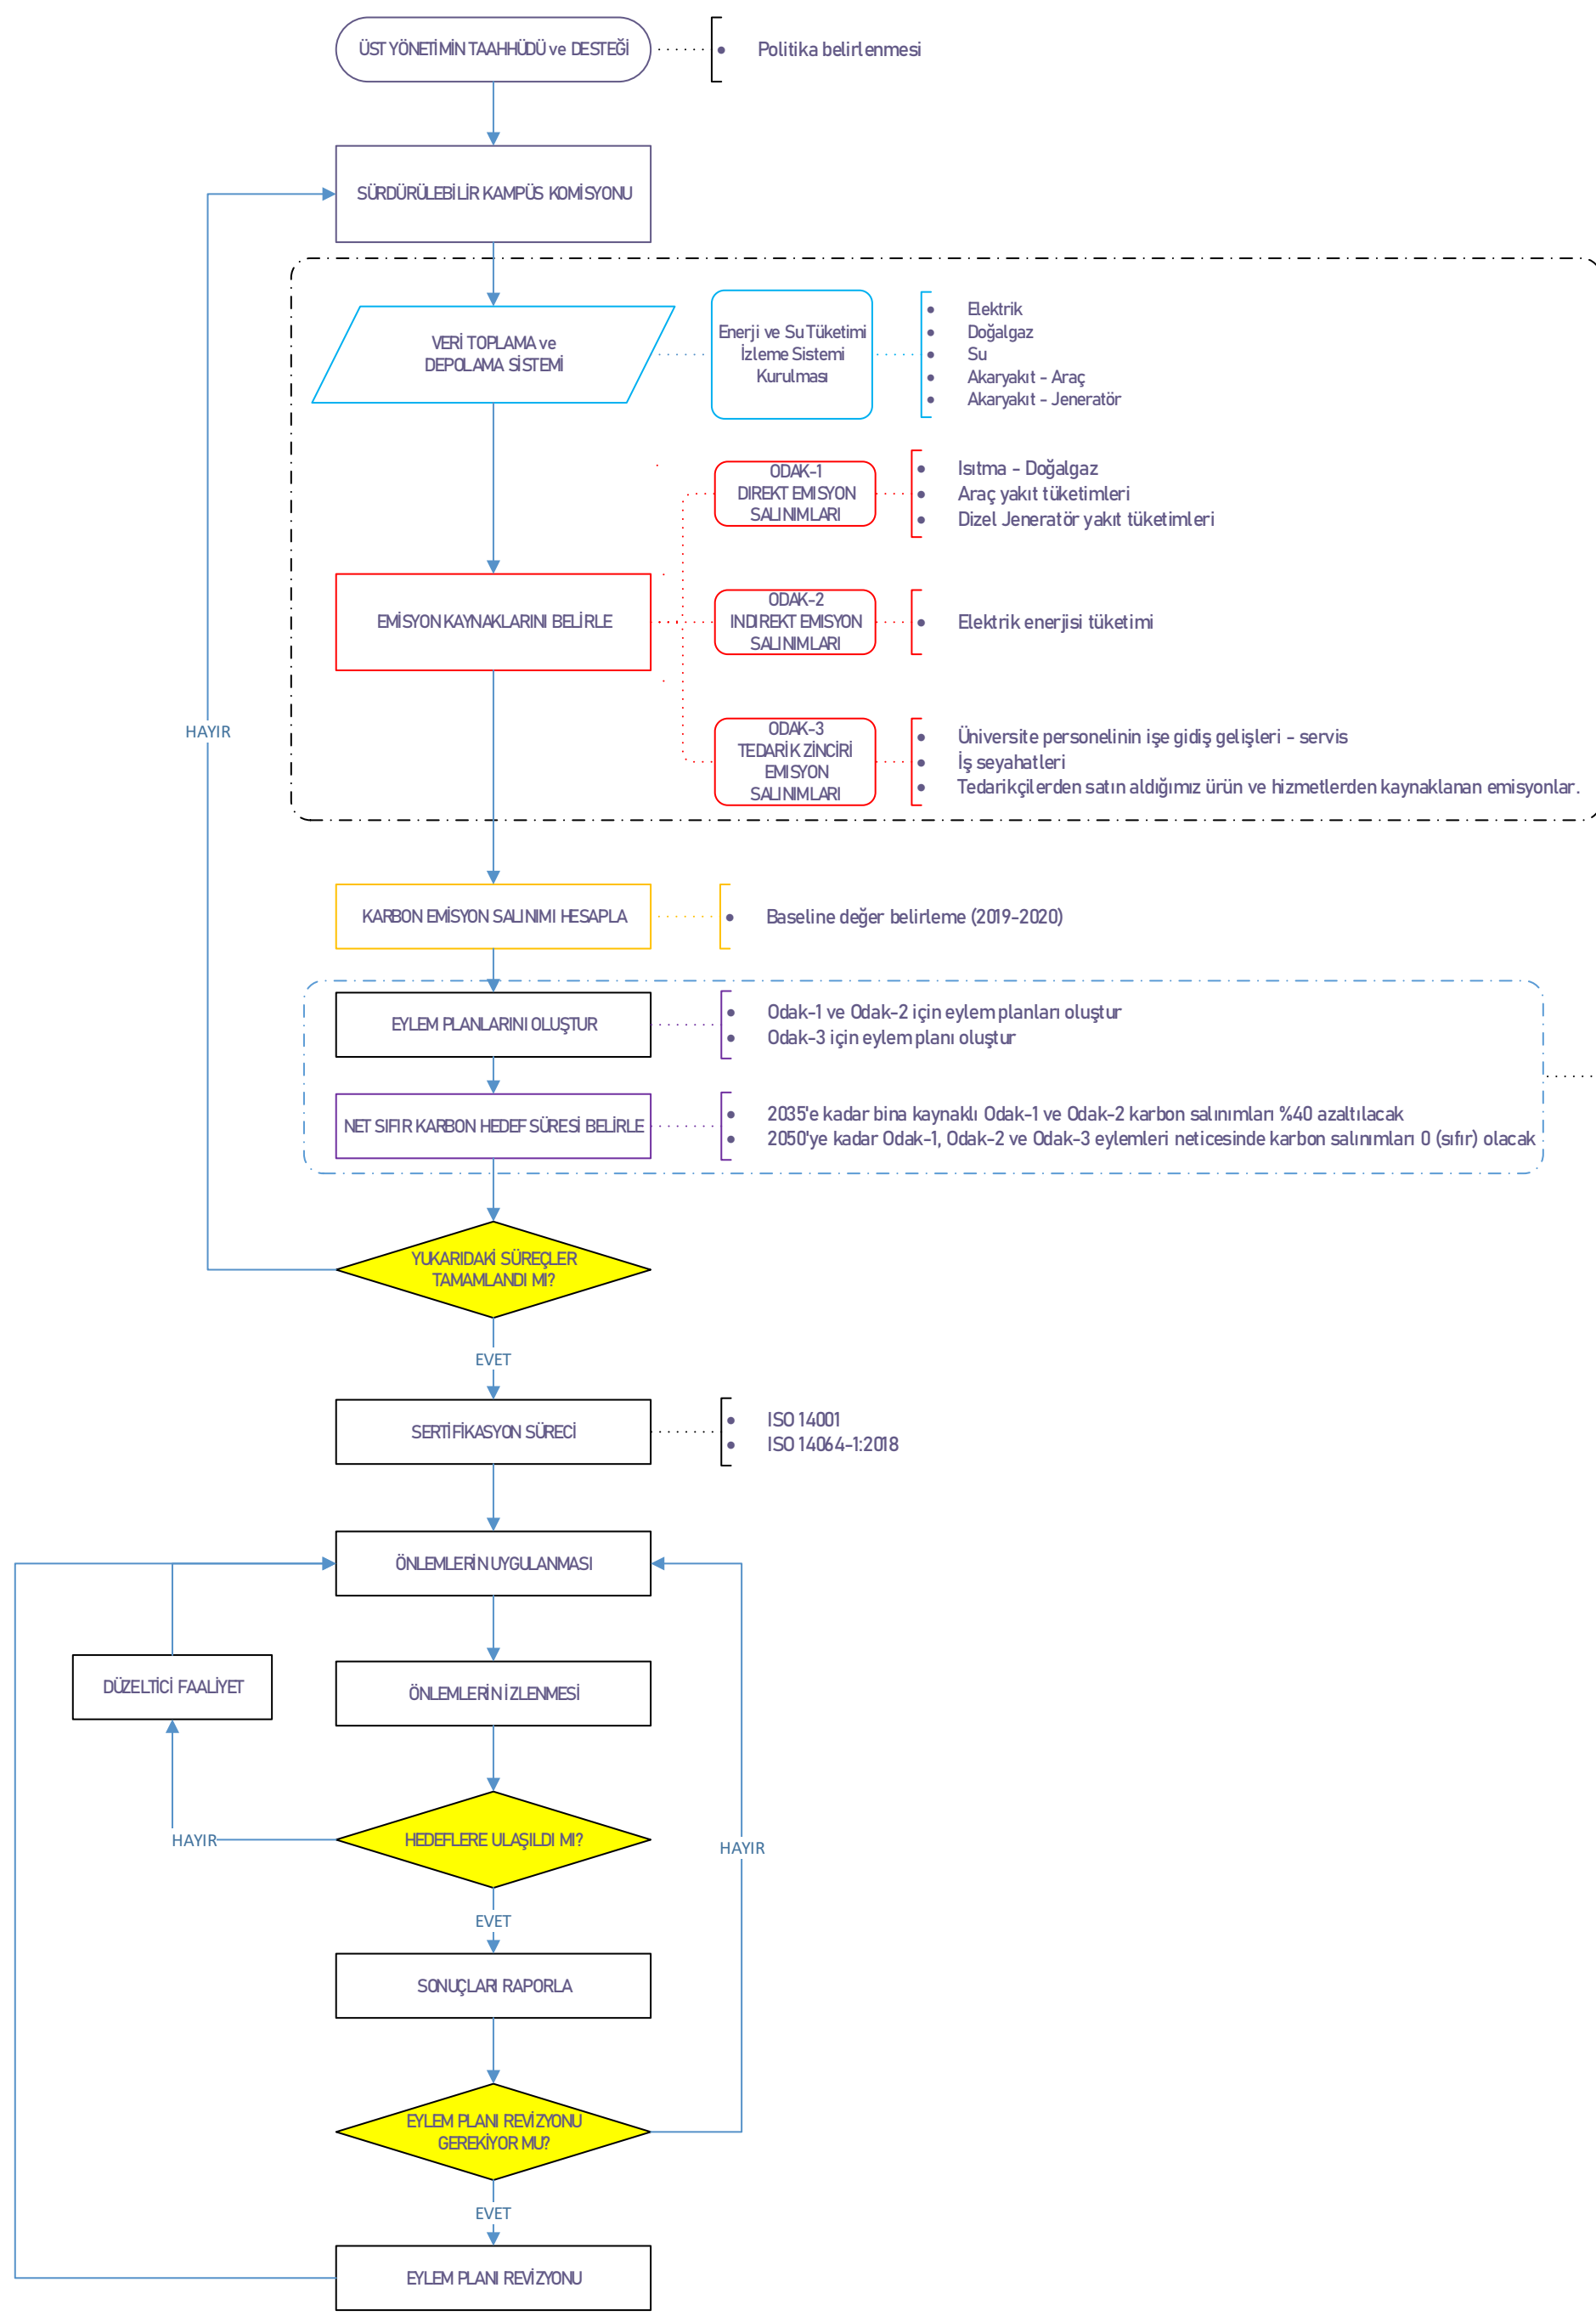 ÜST YÖNETİMİN TAAHHÜDÜ ve DESTEĞİ
• Politika belirlenmesi
SÜRDÜRÜLEBİLİR KAMPÜS KOMİSYONU
VERİ TOPLAMA ve
DEPOLAMA SİSTEMİ
Enerji ve Su Tüketimi
İzleme Sistemi
Kurulması
• Elektrik
• Doğalgaz
• Su
• Akaryakıt - Araç
• Akaryakıt - Jeneratör
EMİSYON KAYNAKLARINI BELİRLE
ODAK-1
DIREKT EMISYON
SALINIMLARI
• Isıtma - Doğalgaz
• Araç yakıt tüketimleri
• Dizel Jeneratör yakıt tüketimleri
ODAK-2
INDIREKT EMISYON
SALINIMLARI
• Elektrik enerjisi tüketimi
ODAK-3
TEDARİK ZİNCİRİ
EMISYON
SALINIMLARI
• Üniversite personelinin işe gidiş gelişleri - servis
• İş seyahatleri
• Tedarikçilerden satın aldığımız ürün ve hizmetlerden kaynaklanan emisyonlar.
HAYIR
KARBON EMİSYON SALINIMI HESAPLA
• Baseline değer belirleme (2019-2020)
EYLEM PLANLARINI OLUŞTUR
• Odak-1 ve Odak-2 için eylem planları oluştur
• Odak-3 için eylem planı oluştur
NET SIFIR KARBON HEDEF SÜRESİ BELİRLE
• 2035'e kadar bina kaynaklı Odak-1 ve Odak-2 karbon salınımları %40 azaltılacak
• 2050'ye kadar Odak-1, Odak-2 ve Odak-3 eylemleri neticesinde karbon salınımları 0 (sıfır) olacak
YUKARIDAKİ SÜREÇLER
TAMAMLANDI MI?
EVET
SERTİFİKASYON SÜRECİ
• ISO 14001
• ISO 14064-1:2018
ÖNLEMLERİN UYGULANMASI
DÜZELTİCİ FAALİYET
ÖNLEMLERİN İZLENMESİ
HEDEFLERE ULAŞILDI MI?
HAYIR
HAYIR
EVET
SONUÇLARI RAPORLA
EYLEM PLANI REVİZYONU
GEREKİYOR MU?
EVET
EYLEM PLANI REVİZYONU